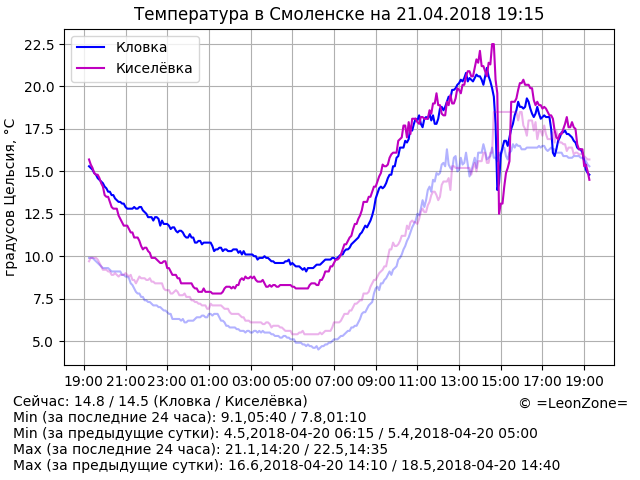 Температура в Смоленске на 21.04.2018 19:15
Кловка
Киселёвка
градусов Цельсия, °C
22.5
20.0
17.5
15.0
12.5
10.0
7.5
5.0
19:00 21:00 23:00 01:00 03:00 05:00 07:00 09:00 11:00 13:00 15:00 17:00 19:00
Сейчас: 14.8 / 14.5 (Кловка / Киселёвка)
© =LeonZone=
Min (за последние 24 часа): 9.1,05:40 / 7.8,01:10
Min (за предыдущие сутки): 4.5,2018-04-20 06:15 / 5.4,2018-04-20 05:00
Max (за последние 24 часа): 21.1,14:20 / 22.5,14:35
Max (за предыдущие сутки): 16.6,2018-04-20 14:10 / 18.5,2018-04-20 14:40